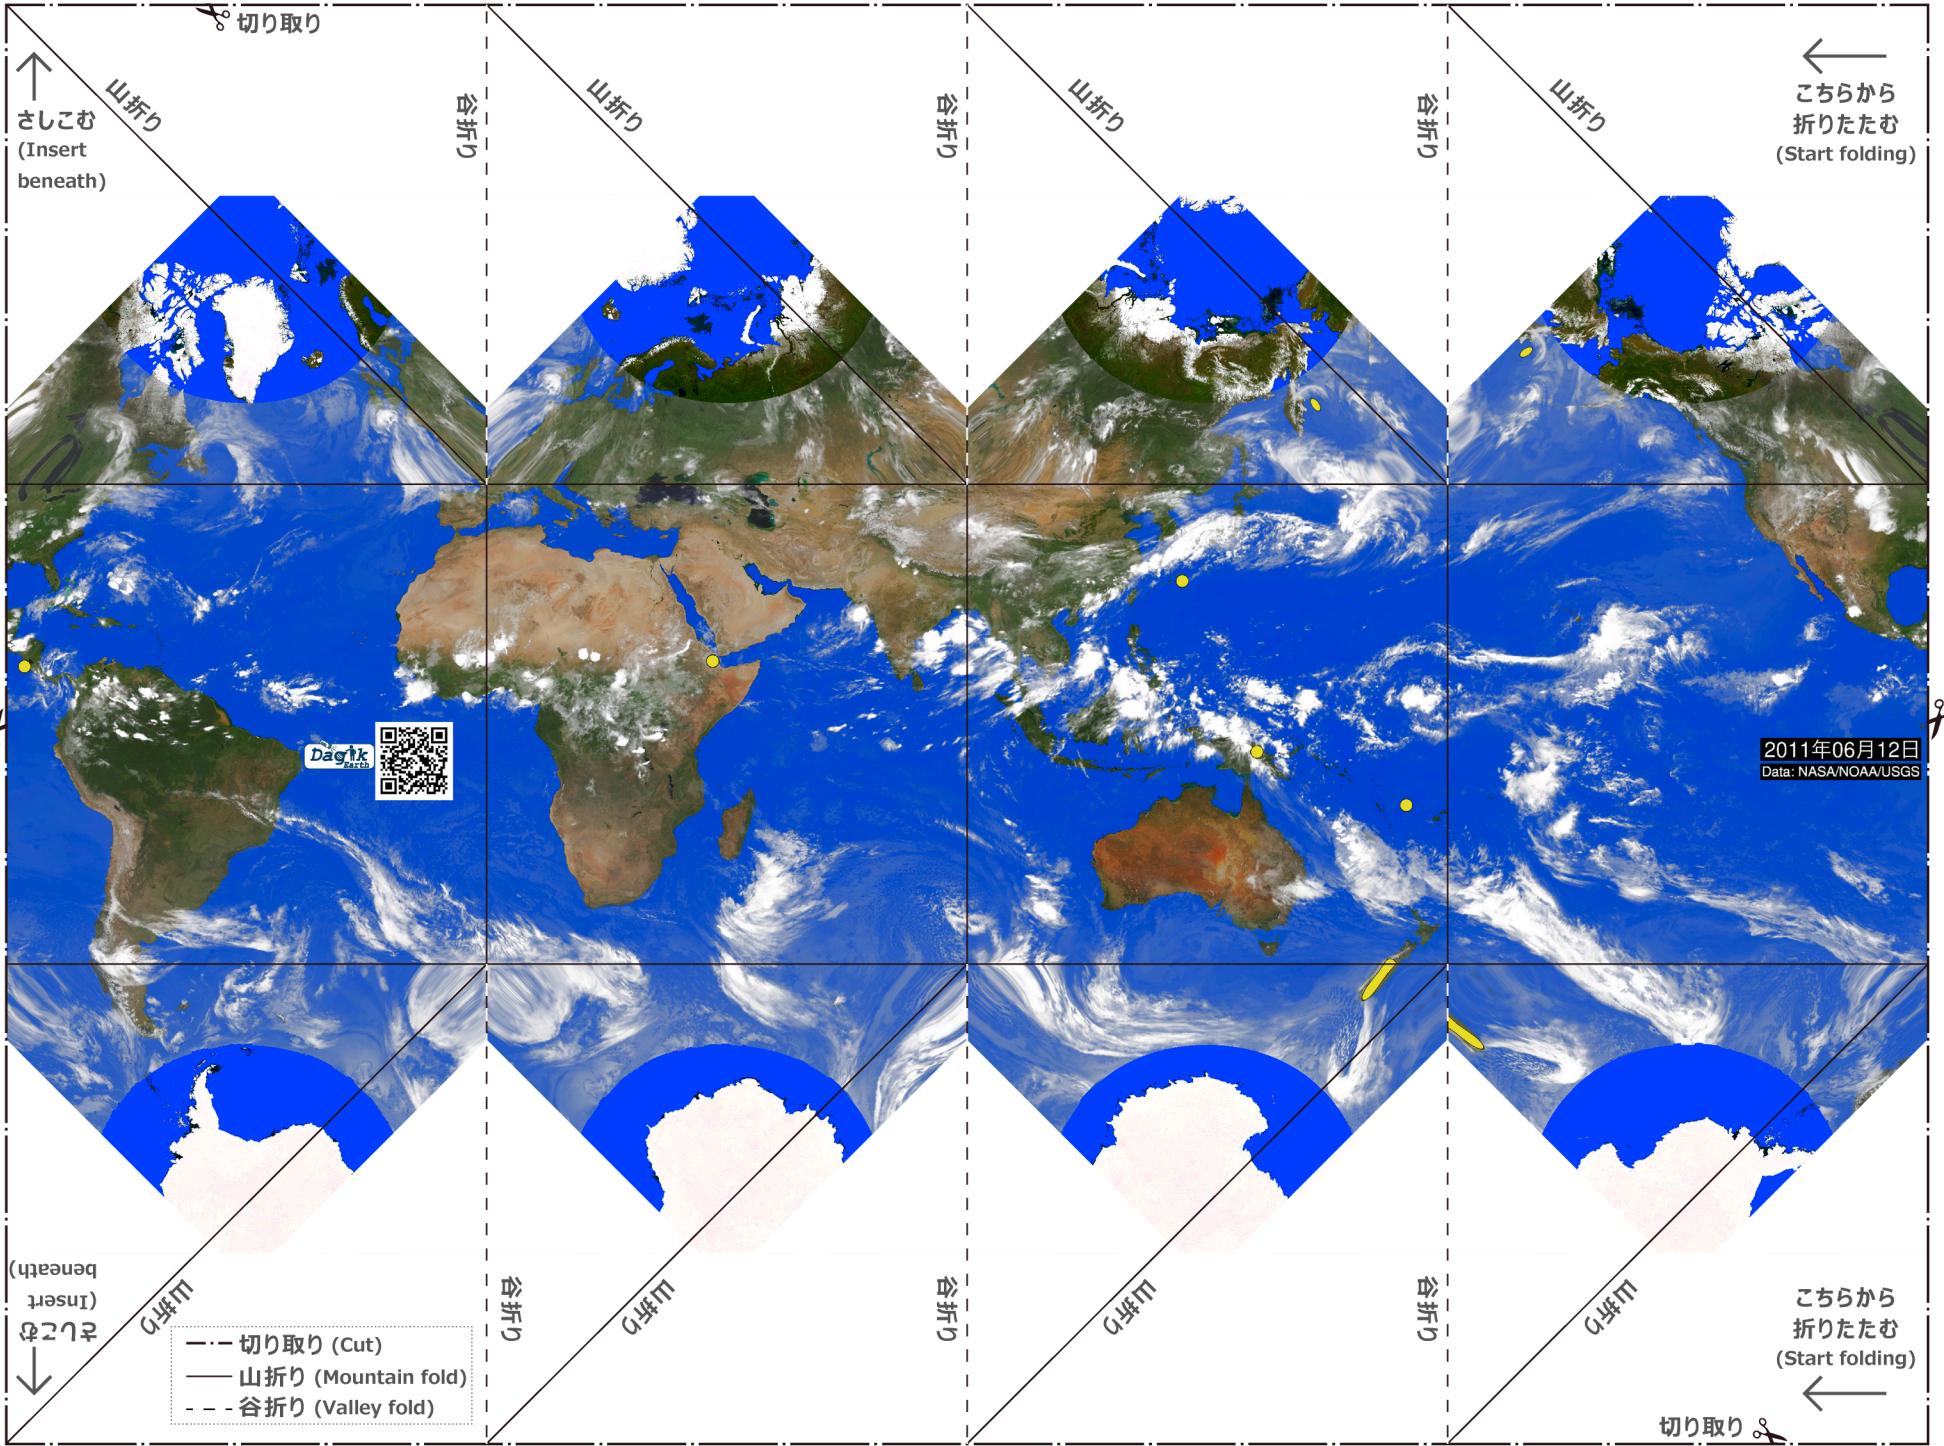 切り取り
山折り
谷折り
山折り
谷折り
山折り
谷折り
山折り
さしこむ
(Insert
beneath)
こちらから
折りたたむ
(Start folding)
Dagik
Earth
2011年06月12日
Data: NASA/NOAA/USGS
さしこむ
(Insert
beneath)
山折り
谷折り
山折り
谷折り
山折り
谷折り
山折り
こちらから
折りたたむ
(Start folding)
切り取り (Cut)
山折り (Mountain fold)
谷折り (Valley fold)
切り取り